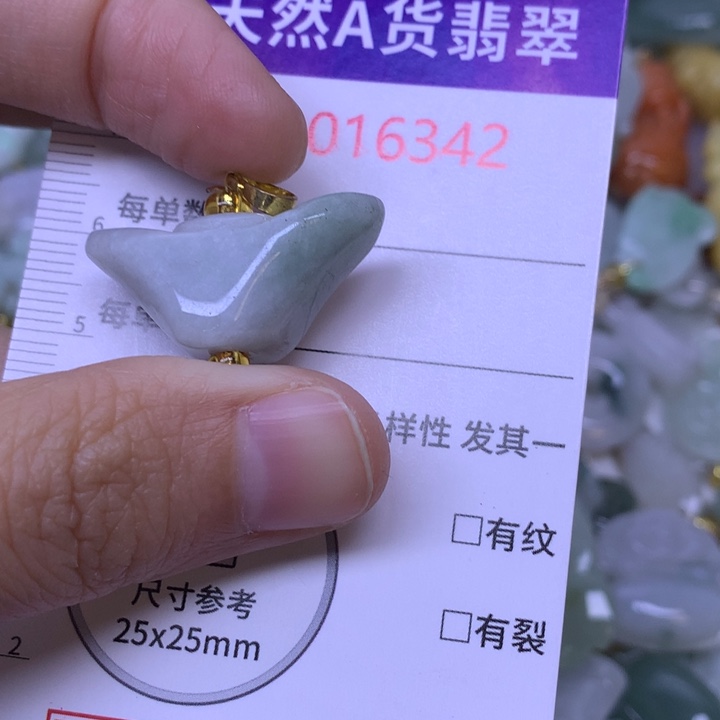 天然A货翡翠
016342
每单数
6
每单
5
样性 发其一
□有纹
尺寸参考
25x25mm
□有裂
2